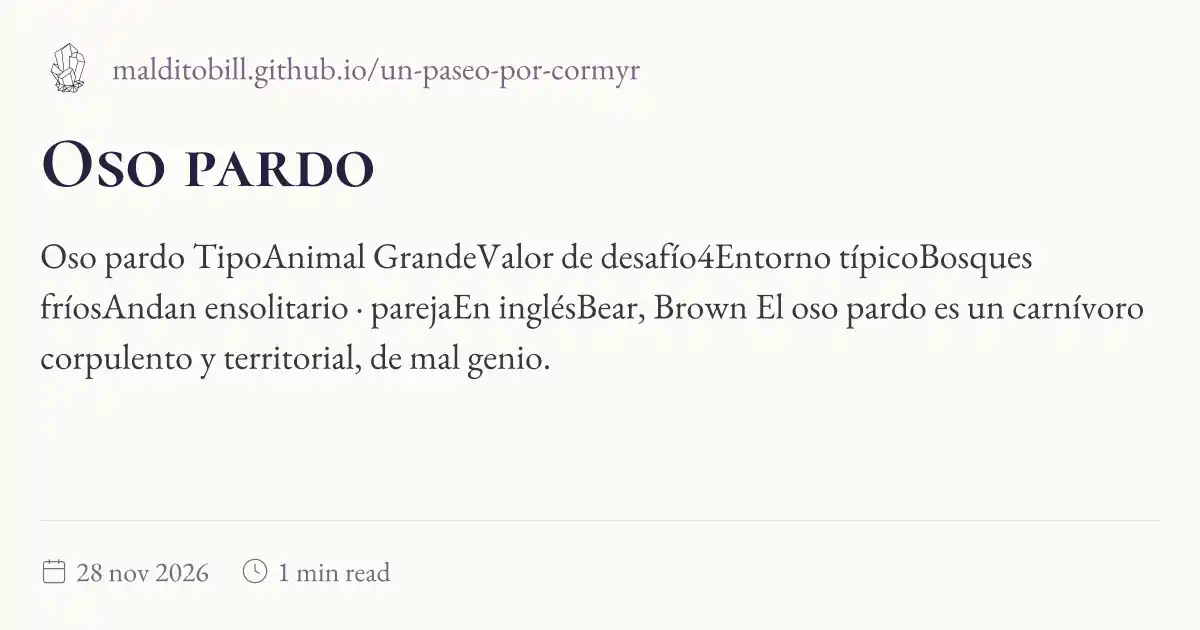 malditobill.github.io/un-paseo-por-cormyr
Oso pardo
Oso pardo TipoAnimal GrandeValor de desafío4Entorno típicoBosques
fríosAndan ensolitario · parejaEn inglésBear, Brown El oso pardo es un carnívoro
corpulento y territorial, de mal genio.
28 nov 2026
1 min read